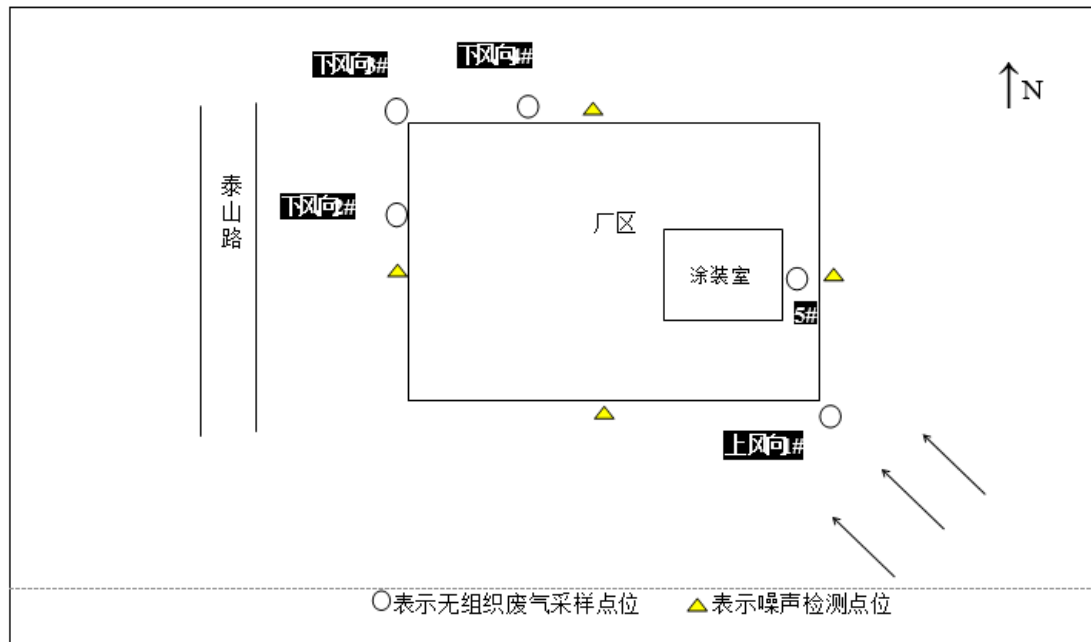 下风向3#
下风向4#
N
泰山路
下风向2#
厂区
涂装室
5#
上风向1#
表示无组织废气采样点位
表示噪声检测点位